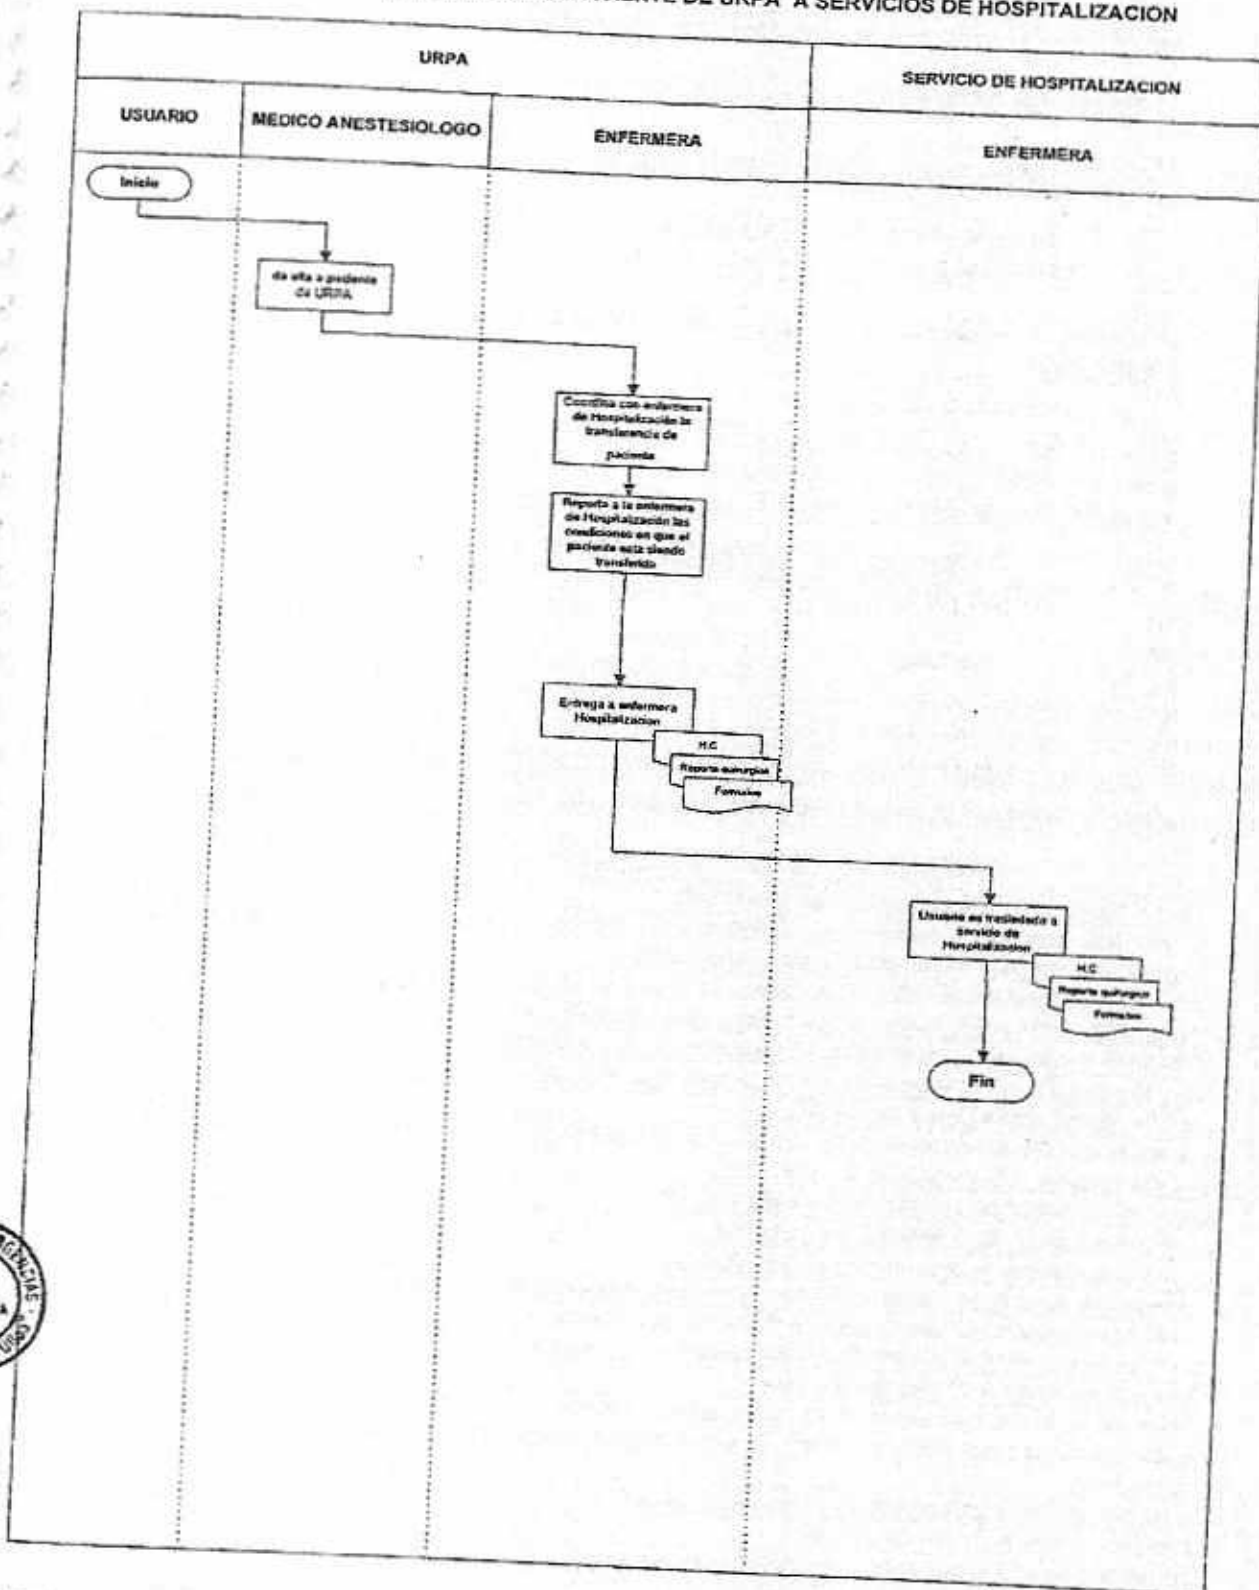 DE URPA A SERVICIOS DE HOSPITALIZACION
URPA
SERVICIO DE HOSPITALIZACION
USUARIO
MEDICO ANESTESIOLOGO
ENFERMERA
ENFERMERA
Inicio
da alta a paciente
de URPA
Coordina con enfermera
de Hospitalización la
transferencia de
paciente
Reporta a la enfermera
de Hospitalización las
condiciones en que el
paciente esta siendo
transferido
Entrega a enfermera
Hospitalizacion
H.C
Reporte quirurgico
Formatos
Usuario es trasladado a
servicio de
Hospitalizacion
H.C
Reporte quirurgico
Formatos
Fin